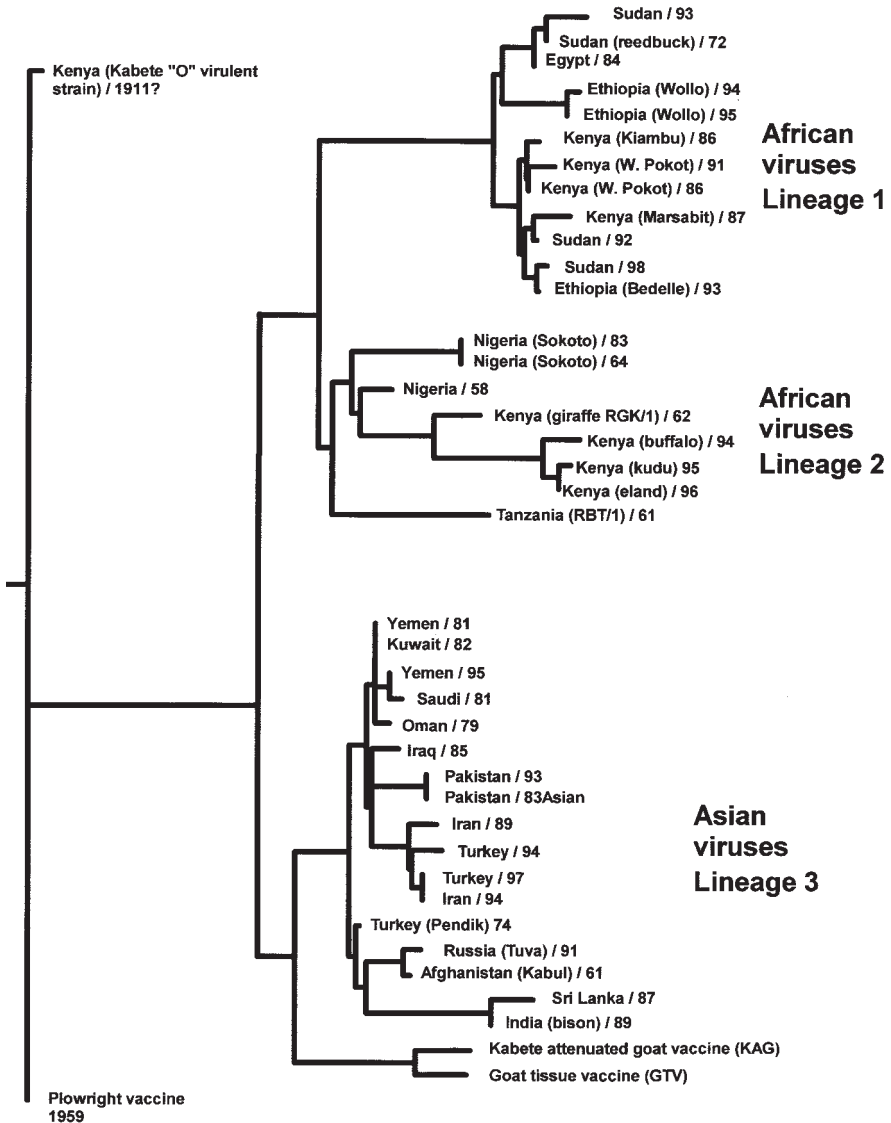 Sudan / 93
Sudan (reedbuck) / 72
Egypt / 84
Kenya (Kabete "O" virulent
strain) / 1911?
Ethiopia (Wollo) / 94
Ethiopia (Wollo) / 95
Kenya (Kiambu) / 86
Kenya (W. Pokot) / 91
Kenya (W. Pokot) / 86
Kenya (Marsabit) / 87
Sudan / 92
Sudan / 98
Ethiopia (Bedelle) / 93
African
viruses
Lineage 1
Nigeria (Sokoto) / 83
Nigeria (Sokoto) / 64
Nigeria / 58
Kenya (giraffe RGK/1) / 62
Kenya (buffalo) / 94
Kenya (kudu) 95
Kenya (eland) / 96
Tanzania (RBT/1) / 61
African
viruses
Lineage 2
Yemen / 81
Kuwait / 82
Yemen / 95
Saudi / 81
Oman / 79
Iraq / 85
Pakistan / 93
Pakistan / 83Asian
Iran / 89
Turkey / 94
Turkey / 97
Iran / 94
Turkey (Pendik) 74
Russia (Tuva) / 91
Afghanistan (Kabul) / 61
Sri Lanka / 87
India (bison) / 89
Asian
viruses
Lineage 3
Kabete attenuated goat vaccine (KAG)
Goat tissue vaccine (GTV)
Plowright vaccine
1959